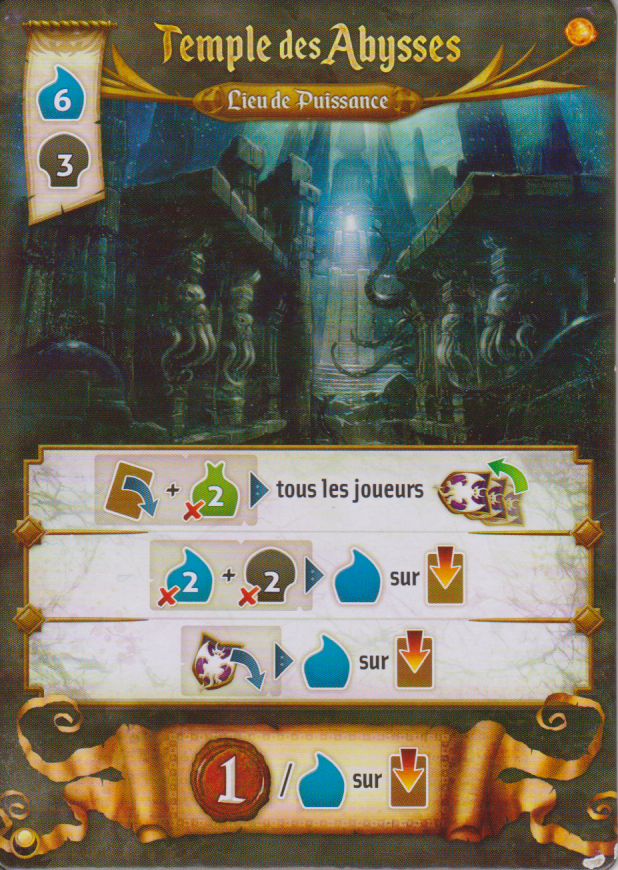 Temple des Abysses
Lieu de Puissance
6
3
+ 2 tous les joueurs
2 + 2 sur
sur
1 / sur